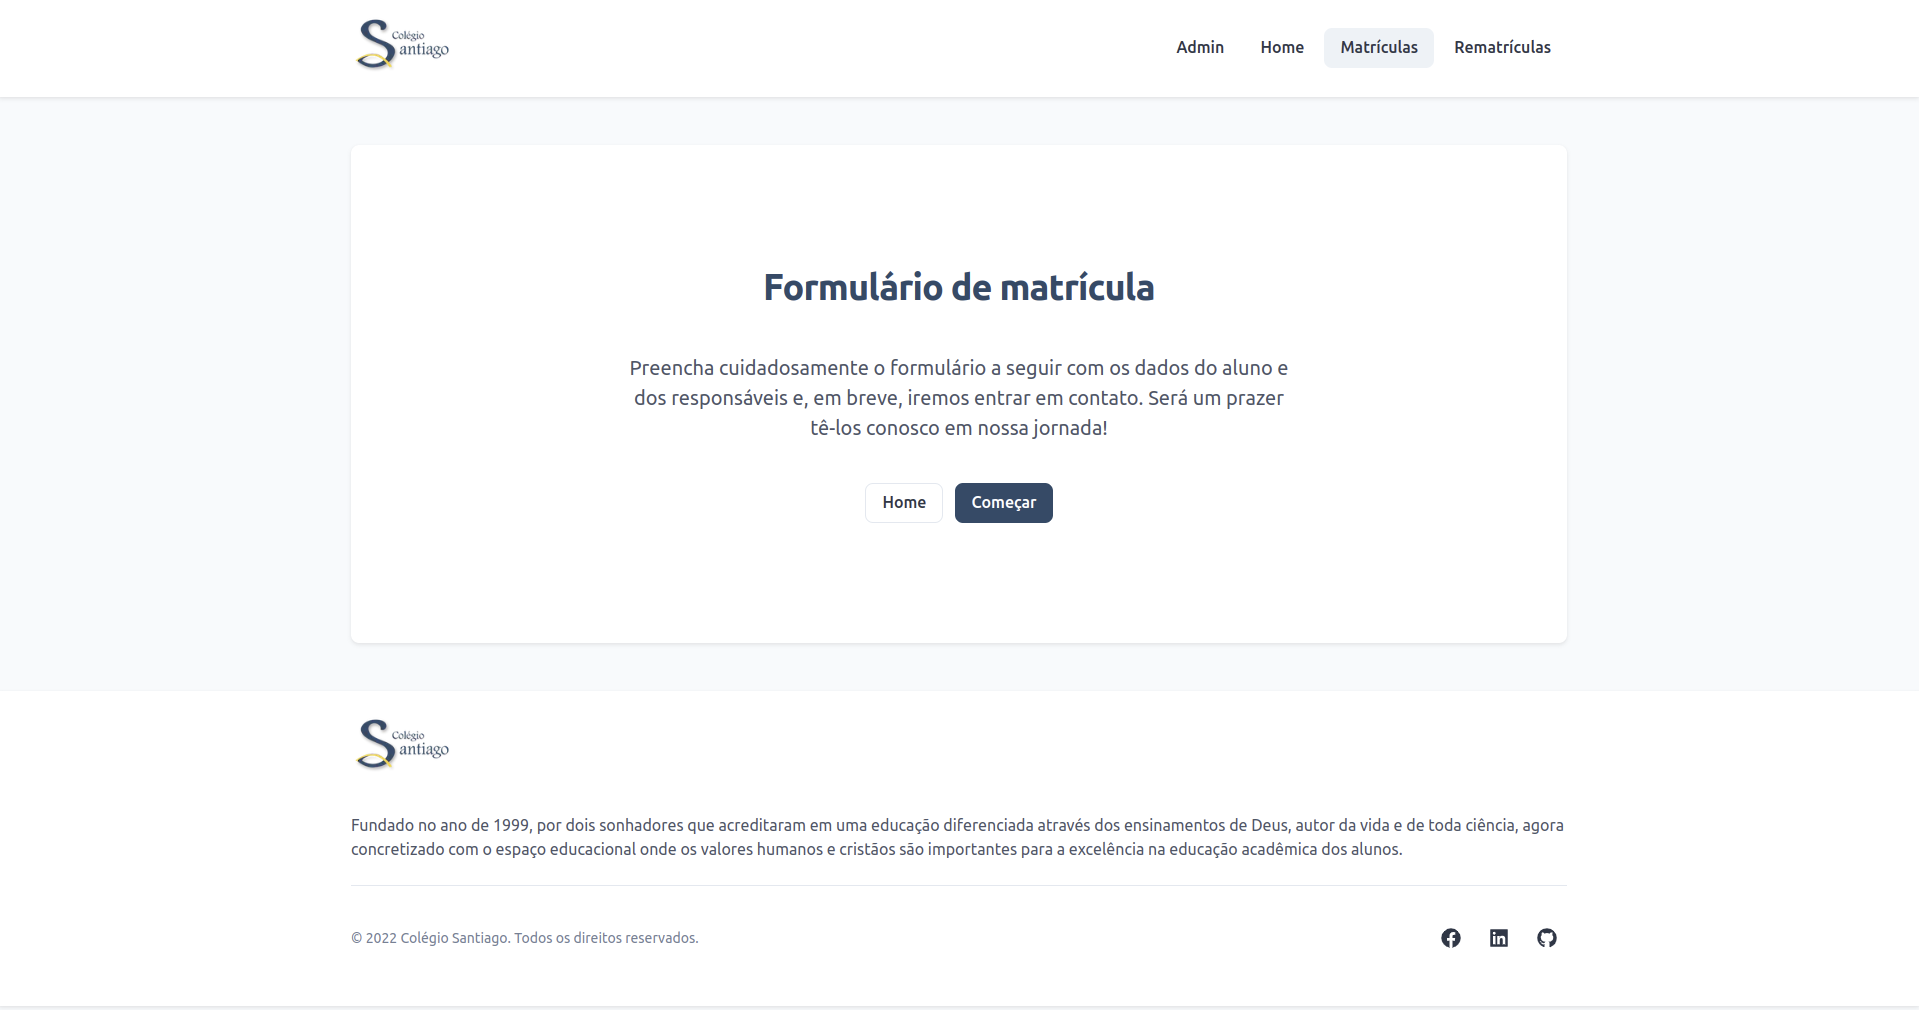 Colégio
Santiago
Admin
Home
Matrículas
Rematrículas
Formulário de matrícula
Preencha cuidadosamente o formulário a seguir com os dados do aluno e
dos responsáveis e, em breve, iremos entrar em contato. Será um prazer
tê-los conosco em nossa jornada!
Home
Começar
Colégio
Santiago
Fundado no ano de 1999, por dois sonhadores que acreditaram em uma educação diferenciada através dos ensinamentos de Deus, autor da vida e de toda ciência, agora
concretizado com o espaço educacional onde os valores humanos e cristãos são importantes para a excelência na educação acadêmica dos alunos.
© 2022 Colégio Santiago. Todos os direitos reservados.